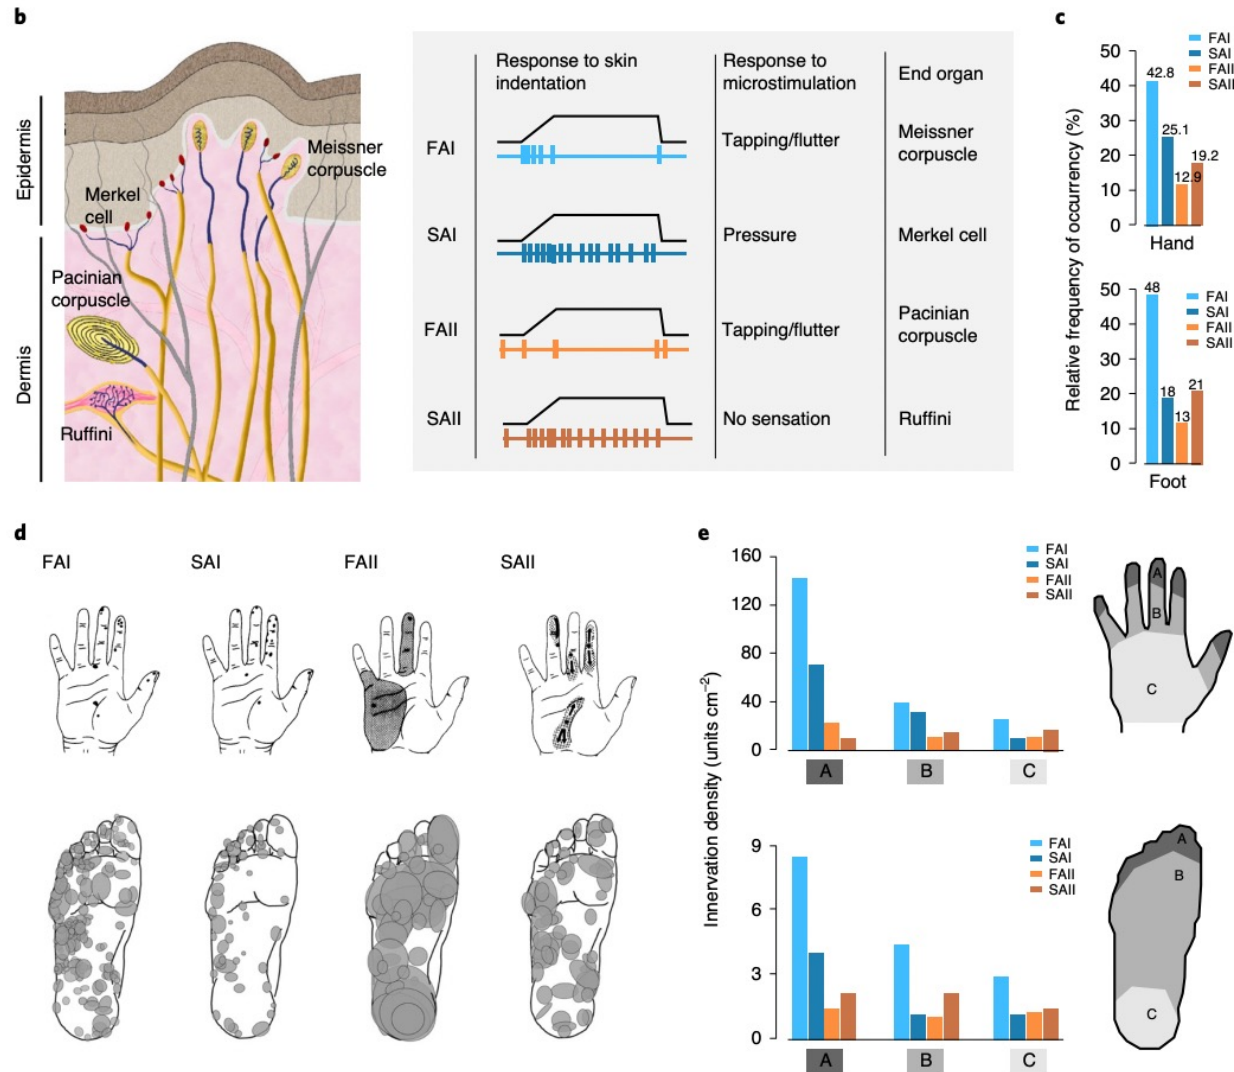 b
Epidermis
Dermis
Meissner
corpuscle
Merkel
cell
Pacinian
corpuscle
Ruffini
Response to skin
indentation
Response to
microstimulation
End organ
FAI
Tapping/flutter
Meissner
corpuscle
SAI
Pressure
Merkel cell
FAII
Tapping/flutter
Pacinian
corpuscle
SAII
No sensation
Ruffini
c
Relative frequency of occurrency (%)
50
40
30
20
10
0
42.8
25.1
12.9
19.2
FAI
SAI
FAII
SAII
Hand
50
40
30
20
10
0
48
18
13
21
FAI
SAI
FAII
SAII
Foot
d
FAI
SAI
FAII
SAII
e
Innervation density (units cm−2)
160
120
80
40
0
FAI
SAI
FAII
SAII
A
B
C
A
B
C
9
6
3
0
FAI
SAI
FAII
SAII
A
B
C
A
B
C